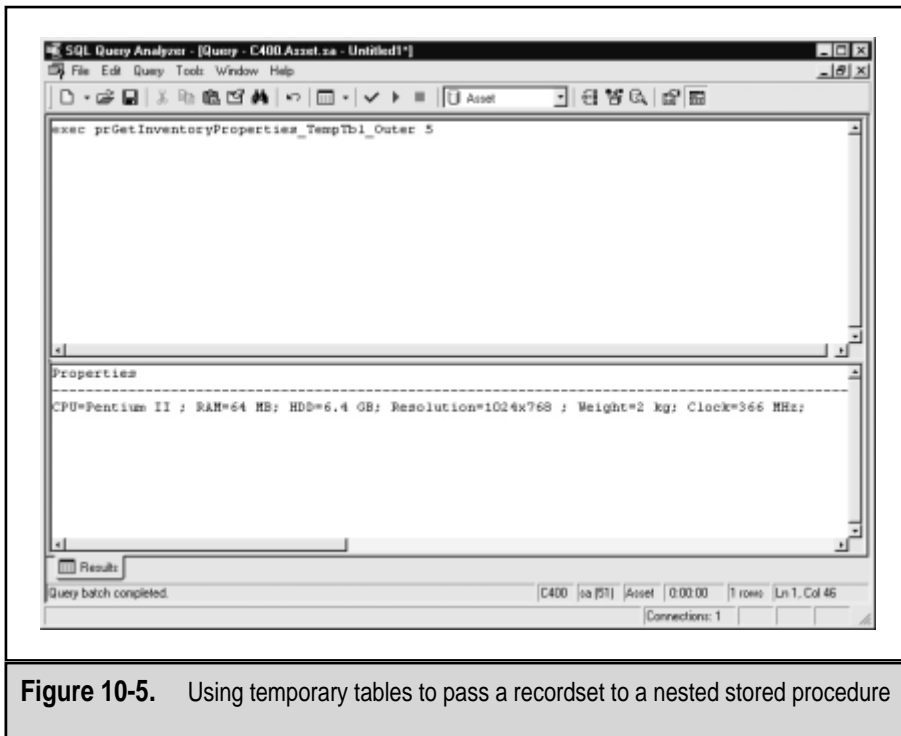 SQL Query Analyzer - [Query - C400.Asset.sa - Untitled1*]
File Edit Query Tools Window Help
Asset
exec prGetInventoryProperties_TempTbl_Outer 5
Properties
CPU=Pentium II ; RAM=64 MB; HDD=6.4 GB; Resolution=1024x768 ; Weight=2 kg; Clock=366 MHz;
Results
Query batch completed. C400 sa (51) Asset 0:00:00 1 rows Ln 1, Col 46
Connections: 1
Figure 10-5. Using temporary tables to pass a recordset to a nested stored procedure